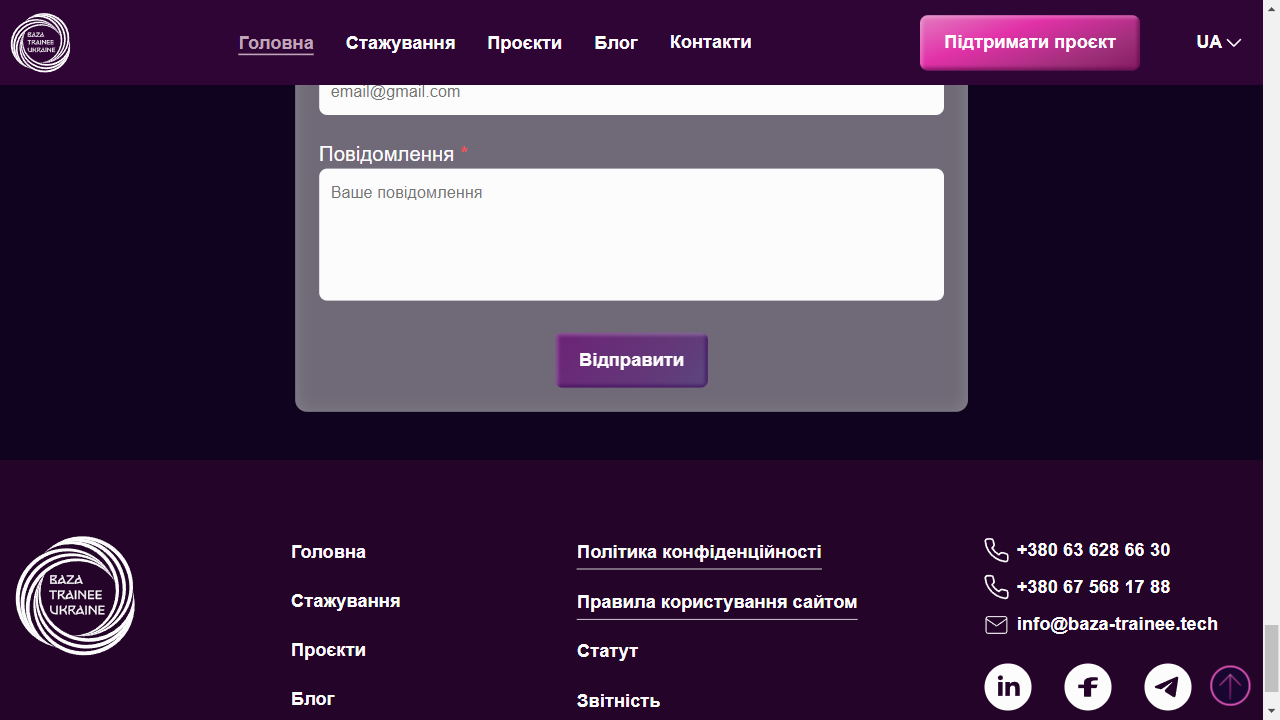 BAZA
TRAINEE
UKRAINE
Головна
Стажування
Проєкти
Блог
Контакти
Підтримати проєкт
UA
email@gmail.com
Повідомлення *
Ваше повідомлення
Відправити
BAZA
TRAINEE
UKRAINE
Головна
Стажування
Проєкти
Блог
Політика конфіденційності
Правила користування сайтом
Статут
Звітність
+380 63 628 66 30
+380 67 568 17 88
info@baza-trainee.tech
in
f